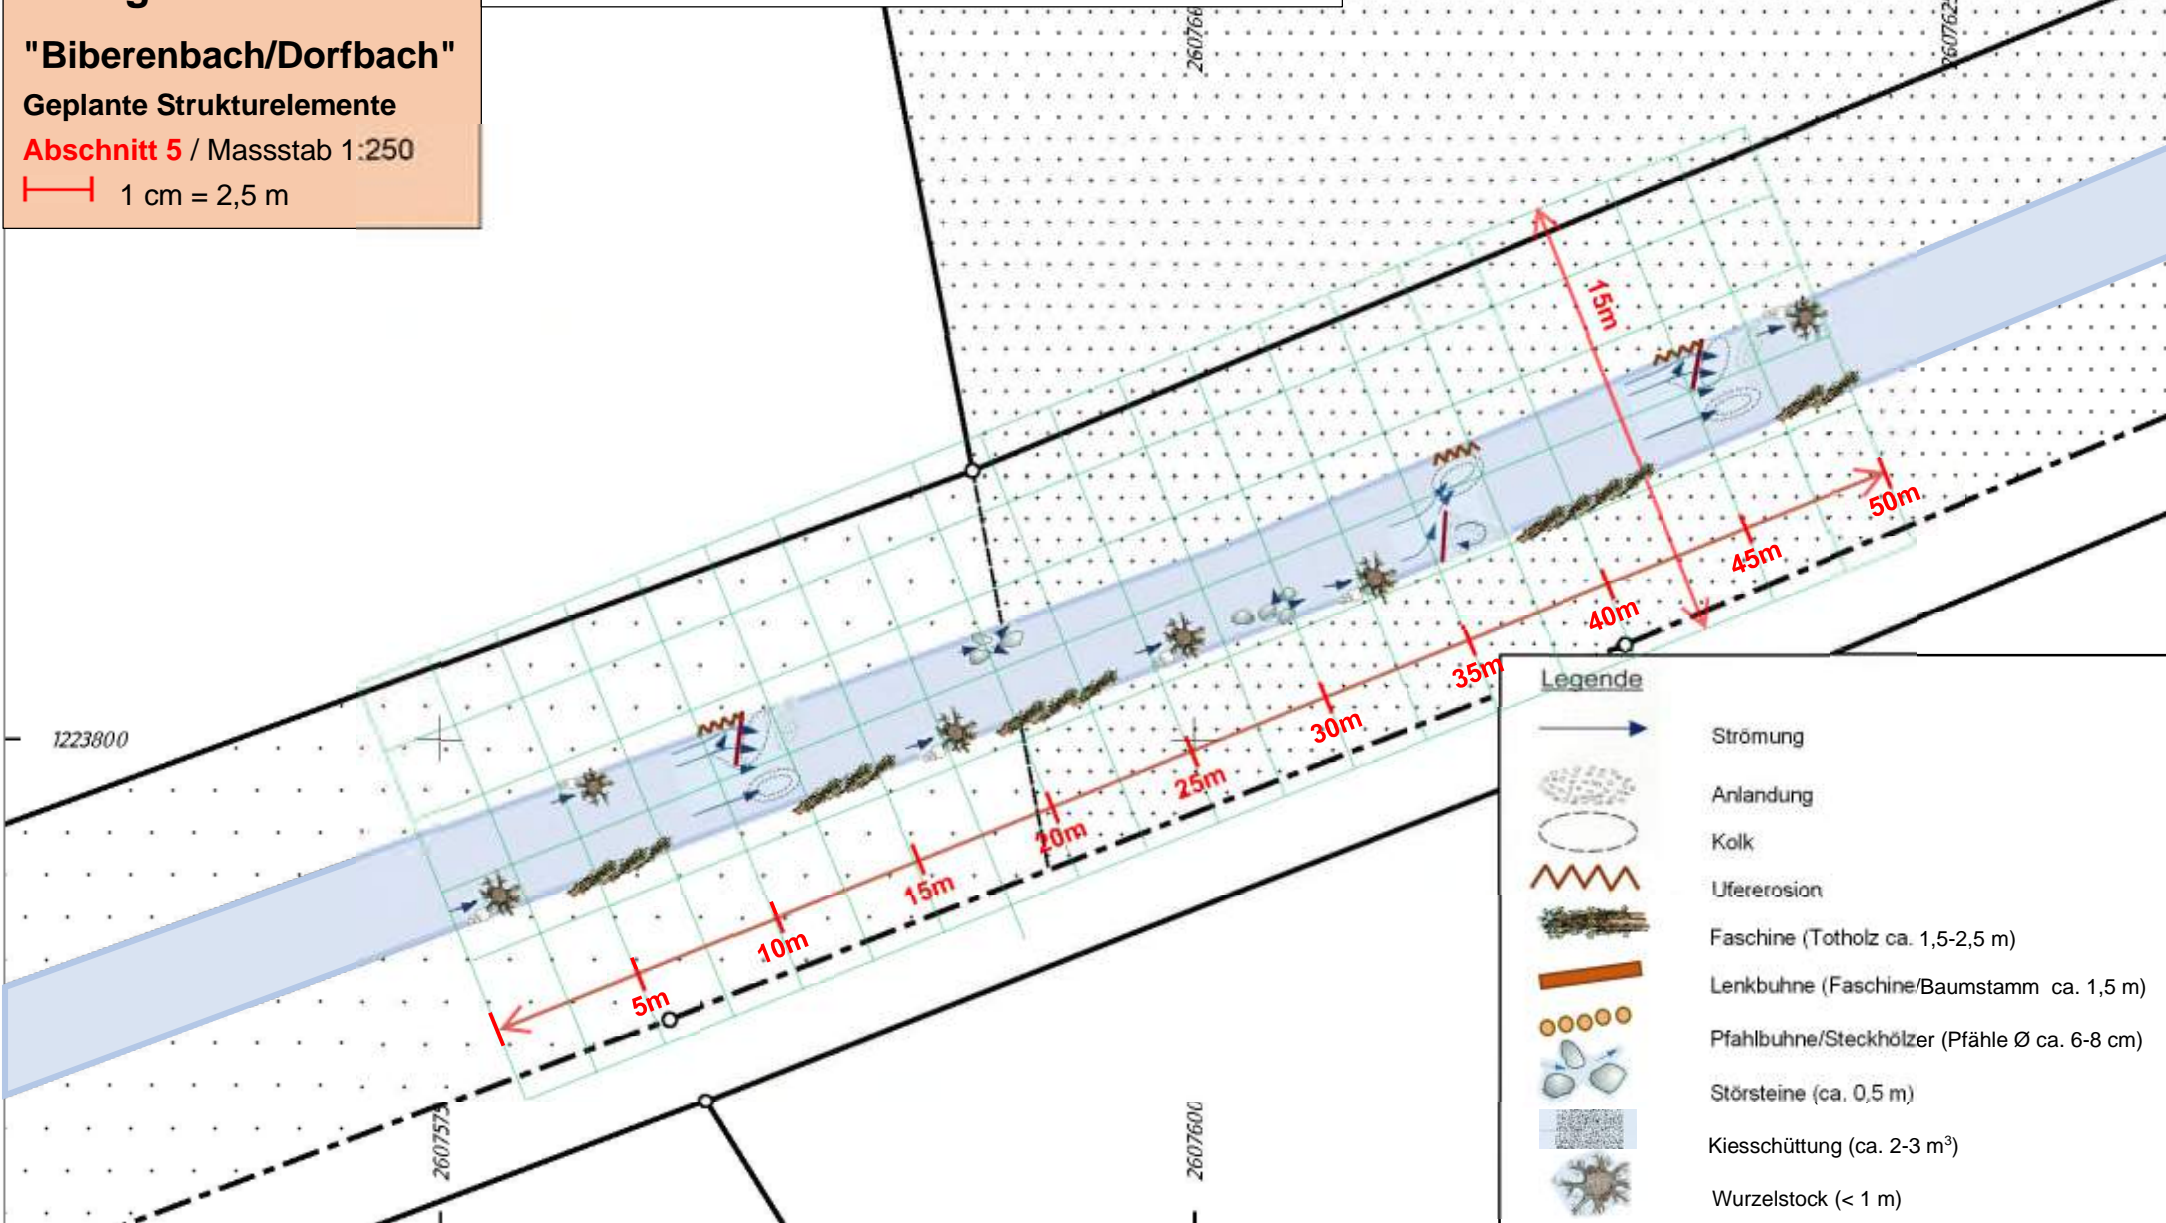 "Biberenbach/Dorfbach"
Geplante Strukturelemente
Abschnitt 5 / Massstab 1:250
1 cm = 2,5 m
15m
50m
45m
40m
35m
30m
25m
20m
15m
10m
5m
1223800
2607575
2607600
Legende
Strömung
Anlandung
Kolk
Ufererosion
Faschine (Totholz ca. 1,5-2,5 m)
Lenkbuhne (Faschine/Baumstamm ca. 1,5 m)
Pfahlbuhne/Steckhölzer (Pfähle Ø ca. 6-8 cm)
Störsteine (ca. 0,5 m)
Kiesschüttung (ca. 2-3 m³)
Wurzelstock (< 1 m)